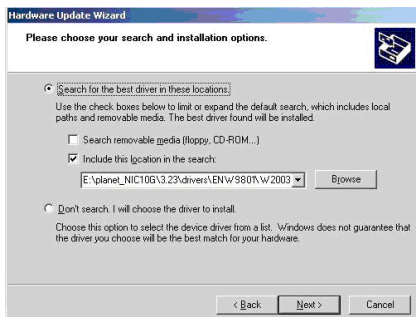 Hardware Update Wizard
Please choose your search and installation options.
Search for the best driver in these locations.
Use the check boxes below to limit or expand the default search, which includes local
paths and removable media. The best driver found will be installed.
Search removable media (floppy, CD-ROM...)
Include this location in the search:
E:\planet_NIC10G\3.23\drivers\ENW9801\W2003
Browse
Don't search. I will choose the driver to install.
Choose this option to select the device driver from a list. Windows does not guarantee that
the driver you choose will be the best match for your hardware.
< Back
Next >
Cancel